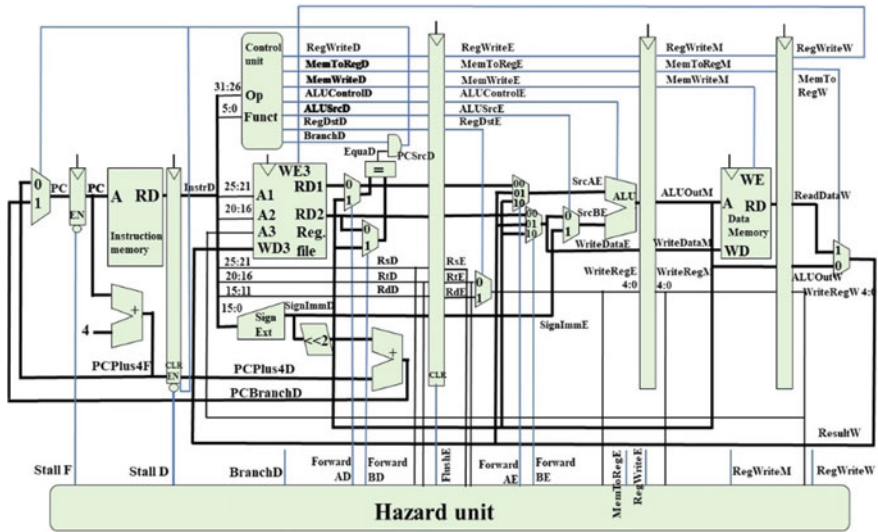 Control unit
Op
Funct
31:26
5:0
RegWriteD
MemToRegD
MemWriteD
ALUControlD
ALUSrcD
RegDstD
BranchD
RegWriteE
MemToRegE
MemWriteE
ALUControlE
ALUSrcE
RegDstE
RegWriteM
MemToRegM
MemWriteM
RegWriteW
MemTo
RegW
EquaD
PCSrcD
=
0
1
PC
PC
EN
A RD
Instruction
memory
InstrD
25:21
20:16
WE3
A1
A2
A3
WD3
RD1
RD2
Reg.
file
0
1
0
1
00
01
10
00
01
10
0
1
SrcAE
SrcBE
ALU
ALUOutM
WriteDataE
WriteDataM
WE
A RD
Data
Memory
WD
ReadDataW
1
0
ALUOutW
WriteRegW 4:0
WriteRegE
4:0
WriteRegM
4:0
25:21
20:16
15:11
15:0
RsD
RtD
RdD
RsE
RtE
RdE
0
1
Sign
Ext
SignImmD
SignImmE
<<2
+
+
4
PCPlus4F
CLR
EN
CLR
PCPlus4D
PCBranchD
ResultW
Stall F
Stall D
BranchD
Forward
AD
Forward
BD
FlushE
Forward
AE
Forward
BE
MemToRegE
RegWriteE
RegWriteM
RegWriteW
Hazard unit